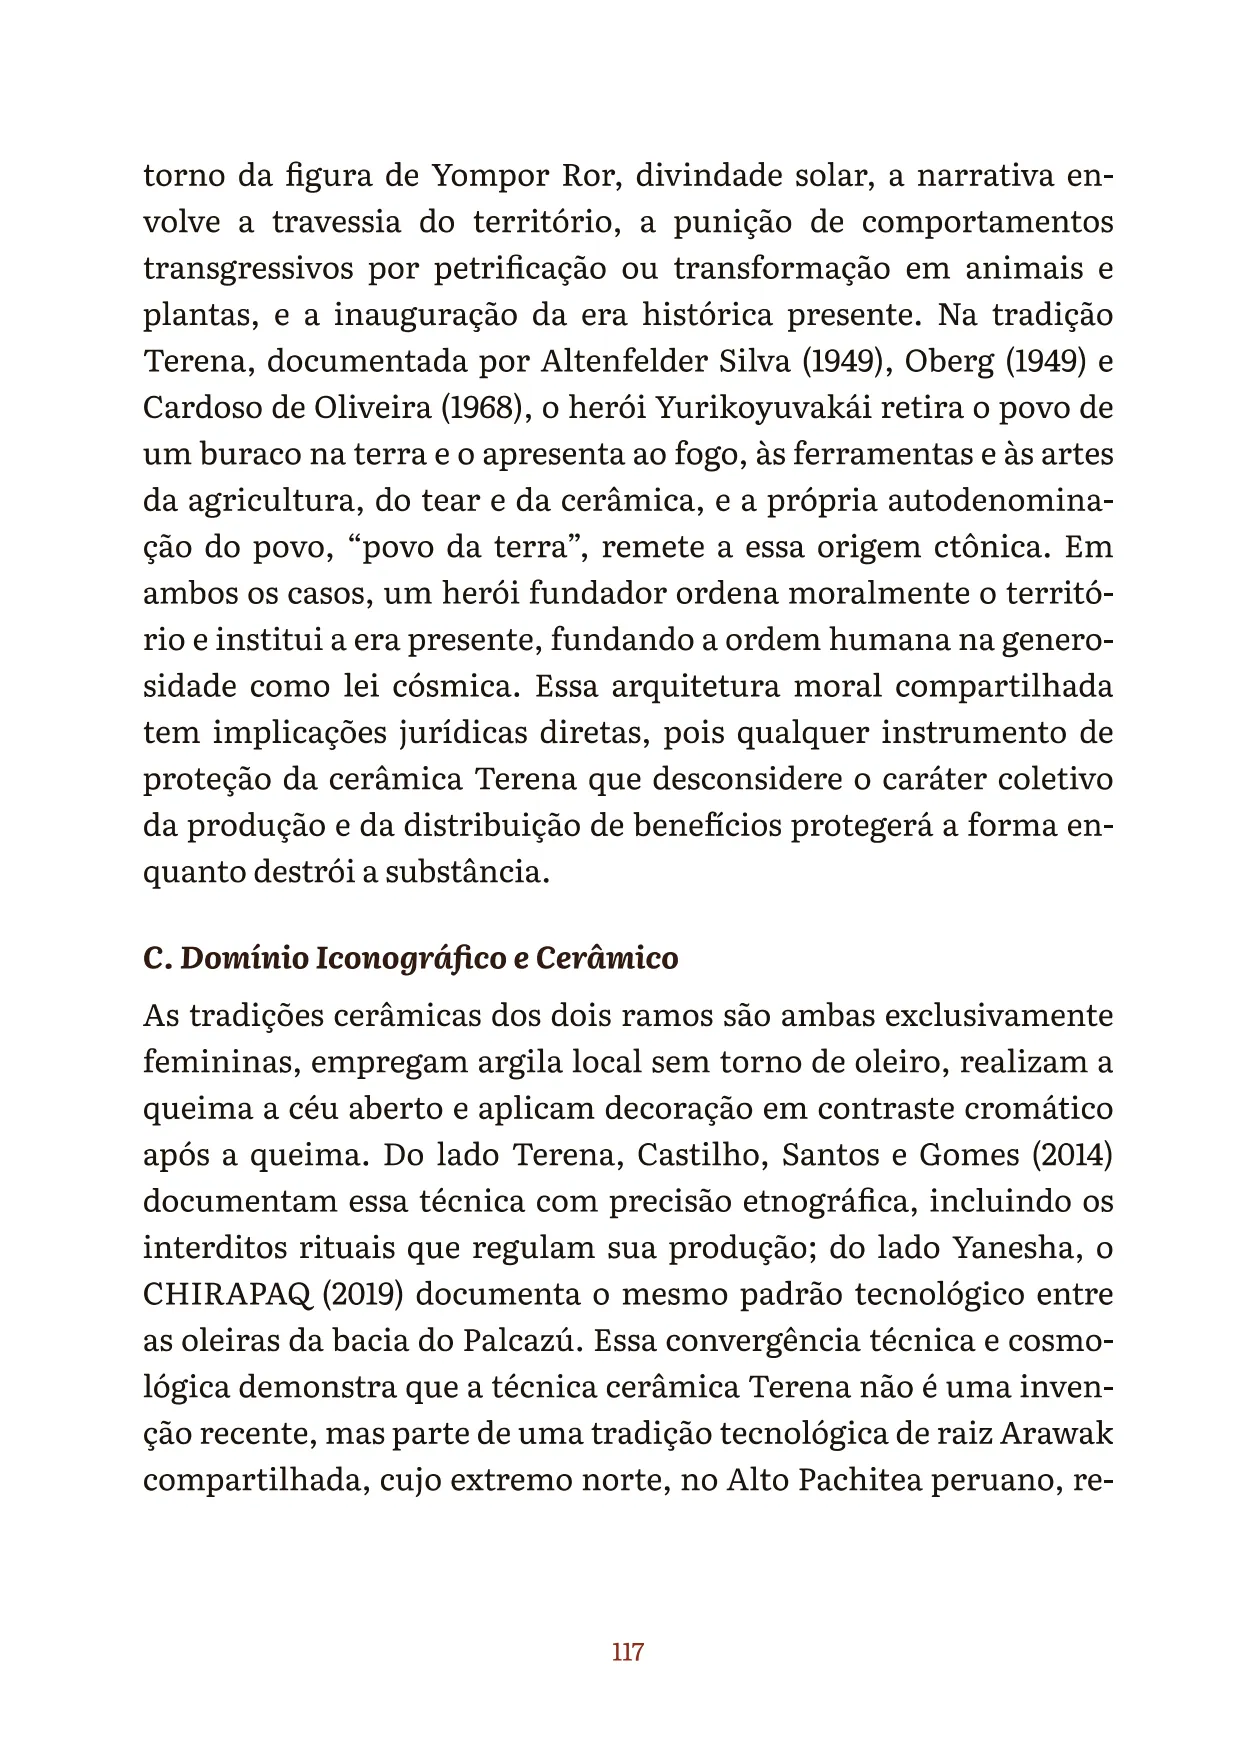 torno da figura de Yompor Ror, divindade solar, a narrativa en-
volve a travessia do território, a punição de comportamentos
transgressivos por petrificação ou transformação em animais e
plantas, e a inauguração da era histórica presente. Na tradição
Terena, documentada por Altenfelder Silva (1949), Oberg (1949) e
Cardoso de Oliveira (1968), o herói Yurikoyuvakái retira o povo de
um buraco na terra e o apresenta ao fogo, às ferramentas e às artes
da agricultura, do tear e da cerâmica, e a própria autodenomina-
ção do povo, “povo da terra”, remete a essa origem ctônica. Em
ambos os casos, um herói fundador ordena moralmente o territó-
rio e institui a era presente, fundando a ordem humana na genero-
sidade como lei cósmica. Essa arquitetura moral compartilhada
tem implicações jurídicas diretas, pois qualquer instrumento de
proteção da cerâmica Terena que desconsidere o caráter coletivo
da produção e da distribuição de benefícios protegerá a forma en-
quanto destrói a substância.
C. Domínio Iconográfico e Cerâmico
As tradições cerâmicas dos dois ramos são ambas exclusivamente
femininas, empregam argila local sem torno de oleiro, realizam a
queima a céu aberto e aplicam decoração em contraste cromático
após a queima. Do lado Terena, Castilho, Santos e Gomes (2014)
documentam essa técnica com precisão etnográfica, incluindo os
interditos rituais que regulam sua produção; do lado Yanesha, o
CHIRAPAQ (2019) documenta o mesmo padrão tecnológico entre
as oleiras da bacia do Palcazú. Essa convergência técnica e cosmo-
lógica demonstra que a técnica cerâmica Terena não é uma inven-
ção recente, mas parte de uma tradição tecnológica de raiz Arawak
compartilhada, cujo extremo norte, no Alto Pachitea peruano, re-
117